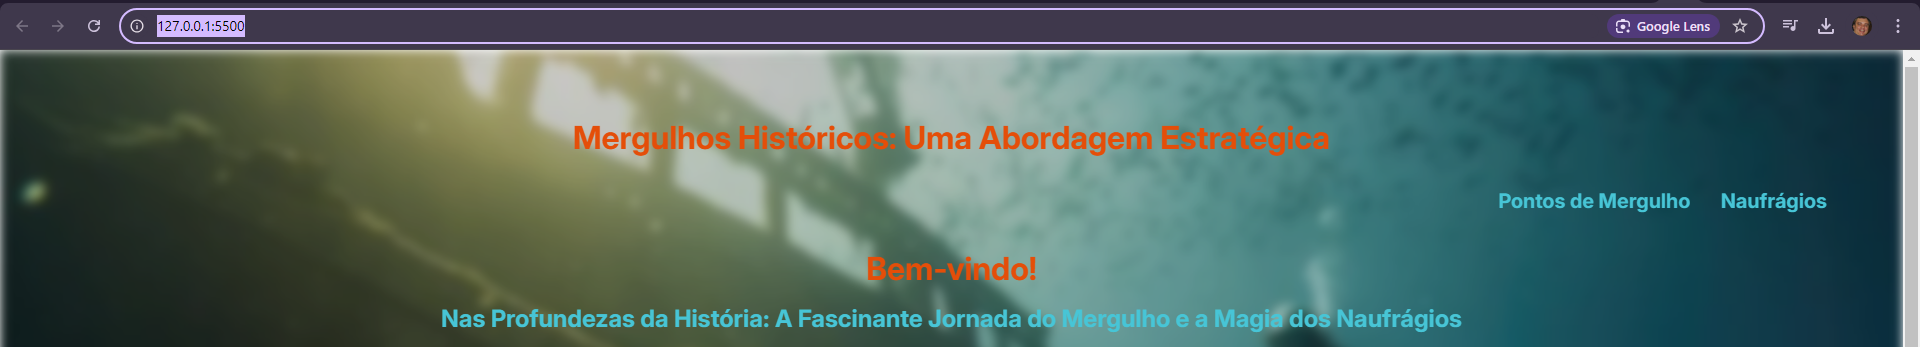 127.0.0.1:5500
Google Lens
Mergulhos Históricos: Uma Abordagem Estratégica
Pontos de Mergulho Naufrágios
Bem-vindo!
Nas Profundezas da História: A Fascinante Jornada do Mergulho e a Magia dos Naufrágios